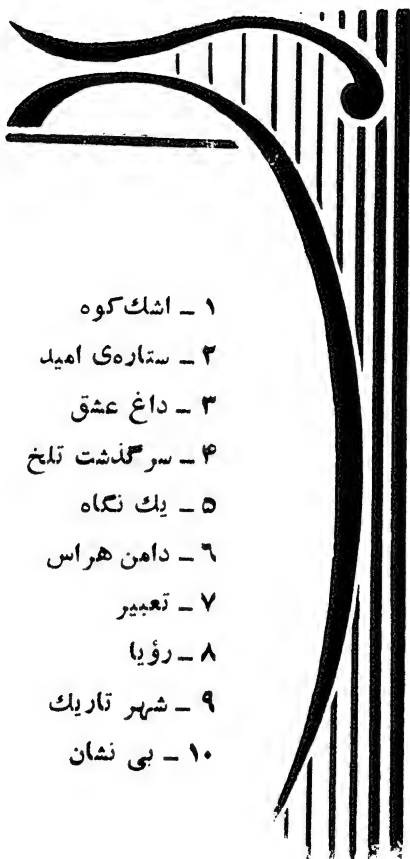 ۱ ـ اشك كوه
۲ ـ ستاره‌ی امید
۳ ـ داغ عشق
۴ ـ سرگذشت تلخ
۵ ـ یك نگاه
٦ ـ دامن هراس
۷ ـ تعبیر
۸ ـ رؤیا
۹ ـ شهر تاریك
۱۰ ـ بی نشان